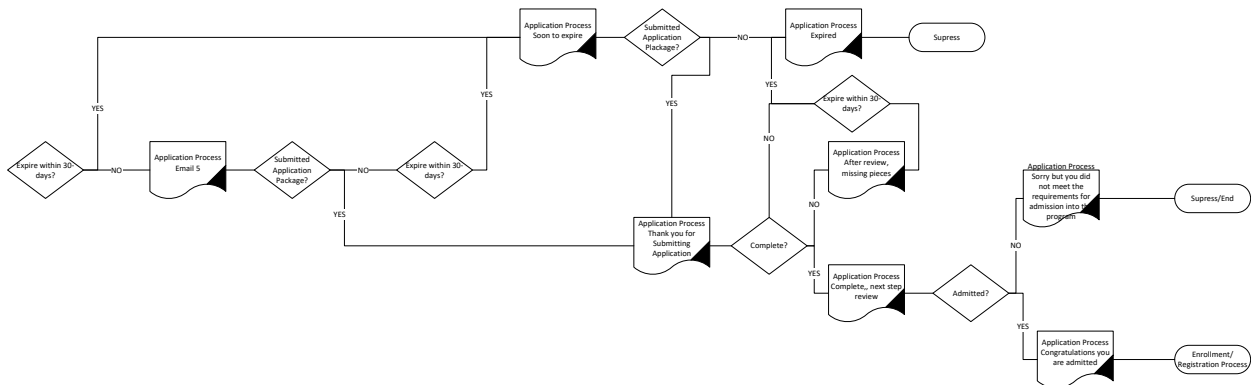 Application Process
Soon to expire
Submitted
Application
Plackage?
NO
Application Process
Expired
Supress
YES
YES
YES
YES
Expire within 30-
days?
NO
Expire within 30-
days?
NO
Application Process
Email 5
Submitted
Application
Package?
NO
Expire within 30-
days?
Application Process
After review,
missing pieces
Application Process
Sorry but you did
not meet the
requirements for
admission into the
program
Supress/End
YES
NO
Application Process
Thank you for
Submitting
Application
Complete?
NO
YES
Application Process
Complete,, next step
review
Admitted?
YES
Application Process
Congratulations you
are admitted
Enrollment/
Registration Process